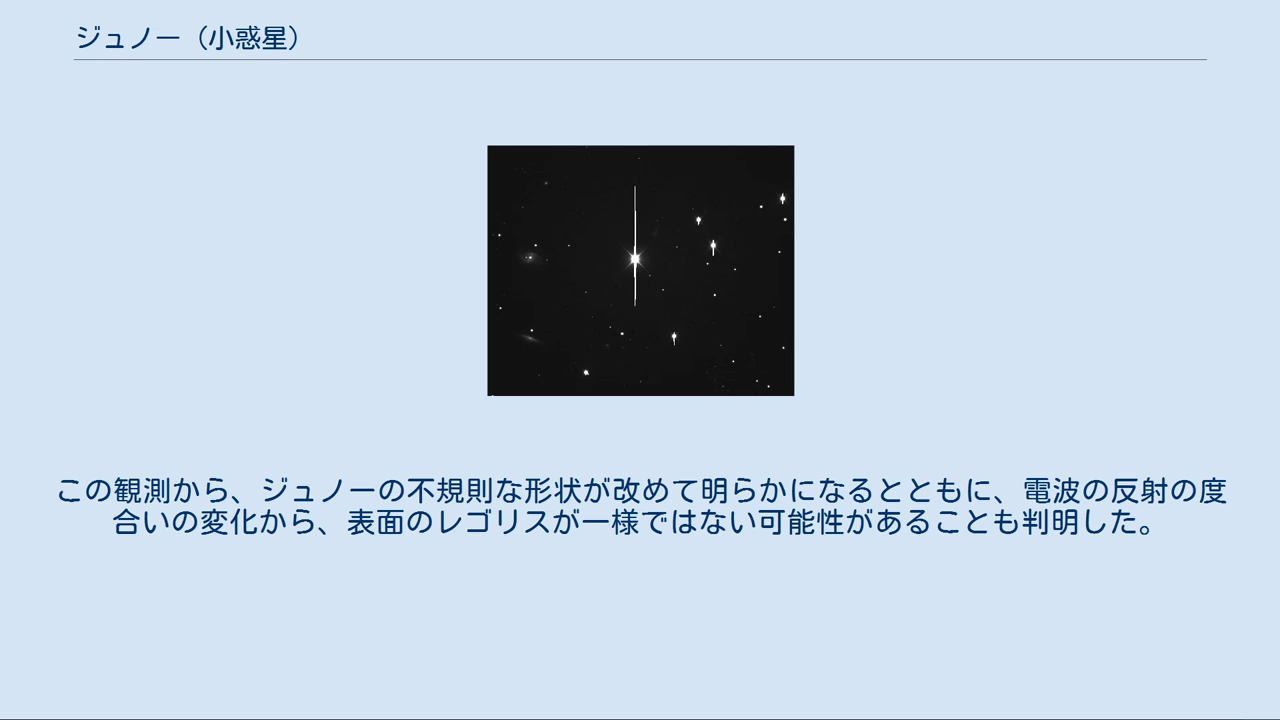 ジュノー（小惑星）
この観測から、ジュノーの不規則な形状が改めて明らかになるとともに、電波の反射の度
合いの変化から、表面のレゴリスが一様ではない可能性があることも判明した。